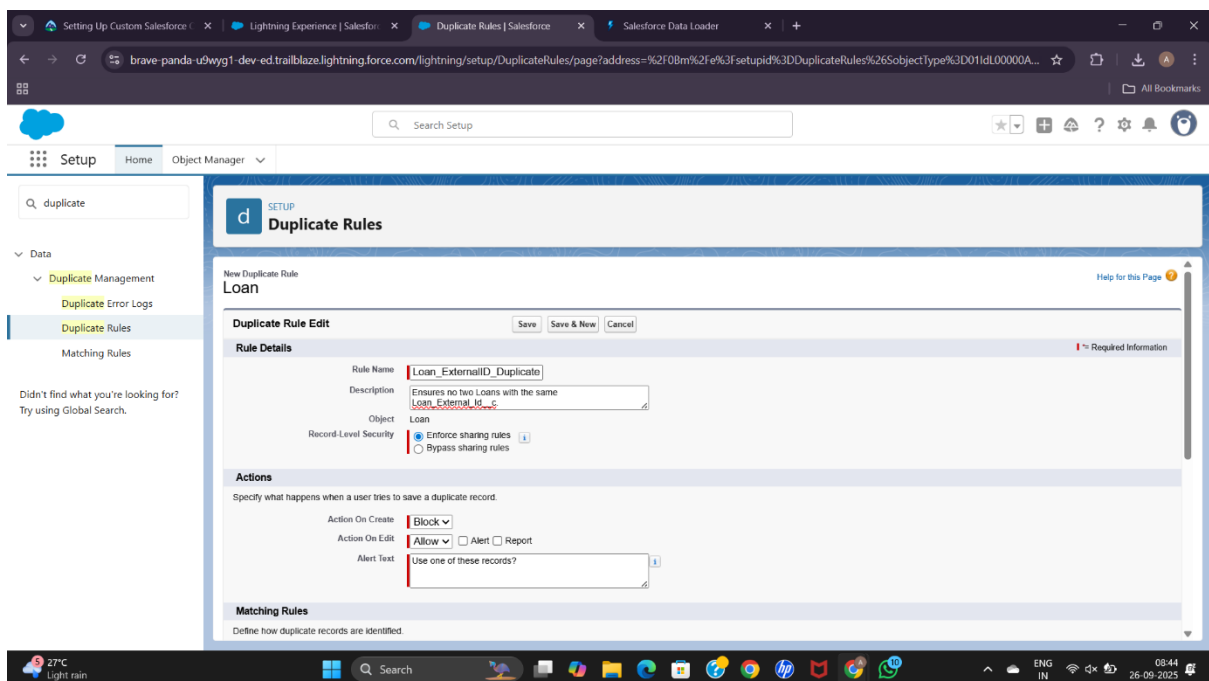 Setting Up Custom Salesforce C
Lightning Experience | Salesforc
Duplicate Rules | Salesforce
Salesforce Data Loader
brave-panda-u9wyg1-dev-ed.trailblaze.lightning.force.com/lightning/setup/DuplicateRules/page?address=%2F0Bm%2Fe%3Fsetupid%3DDuplicateRules%26SobjectType%3D01IdL00000A...
All Bookmarks
Search Setup
Setup
Home
Object Manager
duplicate
SETUP
d
Duplicate Rules
Data
Duplicate Management
Duplicate Error Logs
Duplicate Rules
Matching Rules
Didn't find what you're looking for?
Try using Global Search.
New Duplicate Rule
Loan
Help for this Page
Duplicate Rule Edit
Save Save & New Cancel
Rule Details
= Required Information
Rule Name Loan_ExternalID_Duplicate
Description Ensures no two Loans with the same
Loan_External_Id__c.
Object Loan
Record-Level Security Enforce sharing rules
Bypass sharing rules
Actions
Specify what happens when a user tries to save a duplicate record.
Action On Create Block
Action On Edit Allow Alert Report
Alert Text Use one of these records?
Matching Rules
Define how duplicate records are identified.
5
27°C
Light rain
Search
10
ENG
IN
08:44
26-09-2025